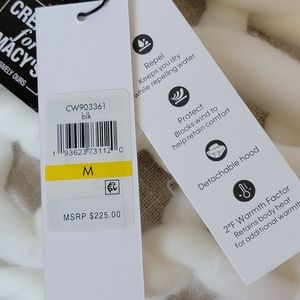 CRE
for
MACY'S
CW903361
blk
1 93623 73112 0
M
MSRP $225.00
Repel
Keeps you dry
while repelling water
Protect
Blocks wind to
help retain comfort
Detachable hood
2°F Warmth Factor
Retains body heat
for additional warmth